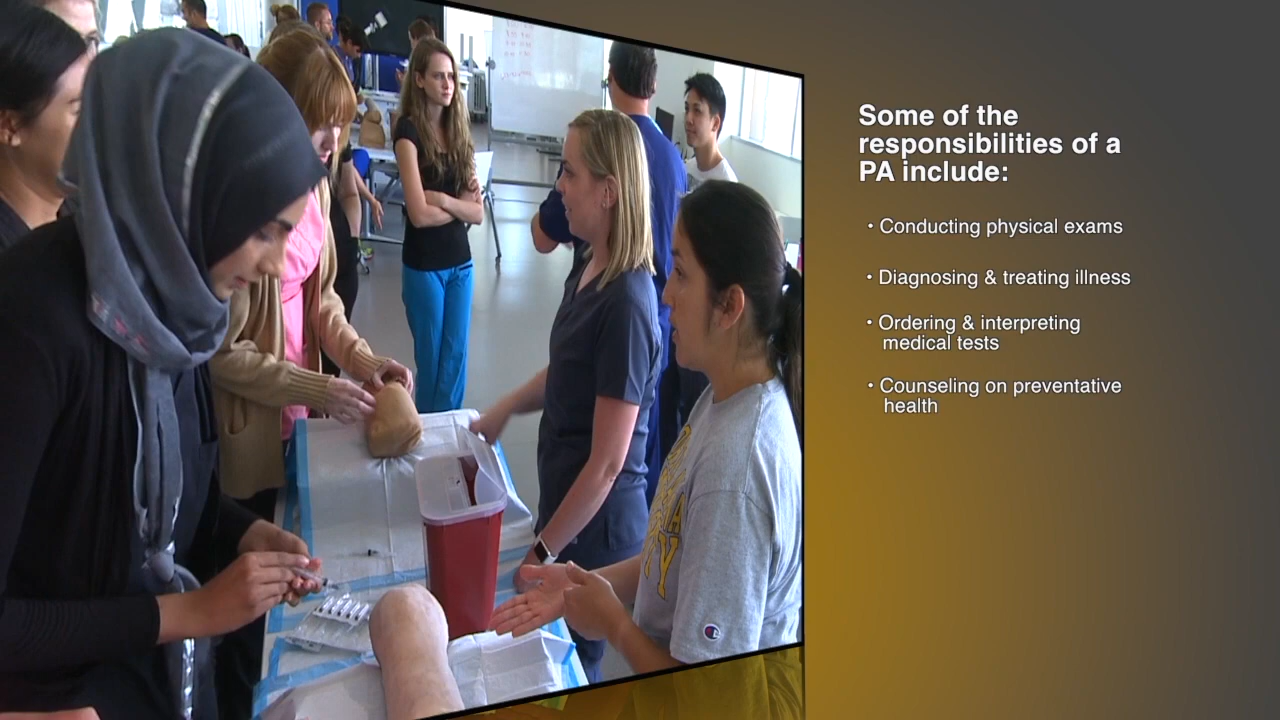 Some of the
responsibilities of a
PA include:
• Conducting physical exams
• Diagnosing & treating illness
• Ordering & interpreting
medical tests
• Counseling on preventative
health